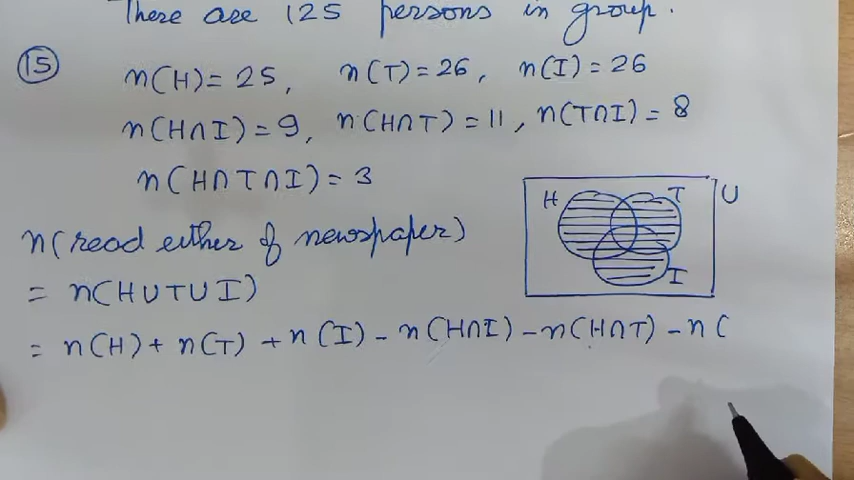 There are 125 persons in group.
15 n(H) = 25, n(T) = 26, n(I) = 26
n(H∩I) = 9, n(H∩T) = 11, n(T∩I) = 8
n(H∩T∩I) = 3
H T U
I
n(read either of newspaper)
= n(H∪T∪I)
= n(H) + n(T) + n(I) - n(H∩I) - n(H∩T) - n(